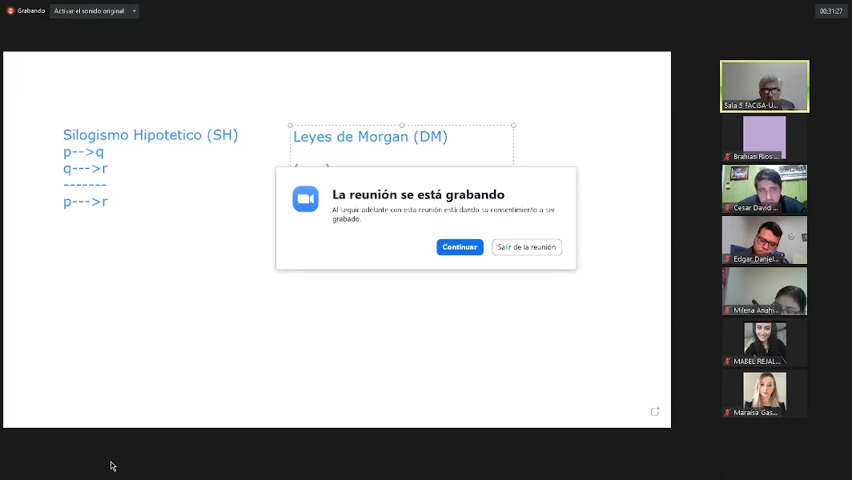 Grabando
Activar el sonido original
00:31:27
Silogismo Hipotetico (SH)
p-->q
q--->r
-------
p--->r
Leyes de Morgan (DM)
La reunión se está grabando
Al seguir adelante con esta reunión está dando su consentimiento a ser
grabado.
Continuar
Salir de la reunión
Sala 5 FACISA-U...
Brahian Rios ...
Cesar David ...
Edgar Daniel...
Milena Anahi...
MABEL REJAL...
Maraisa Gas...